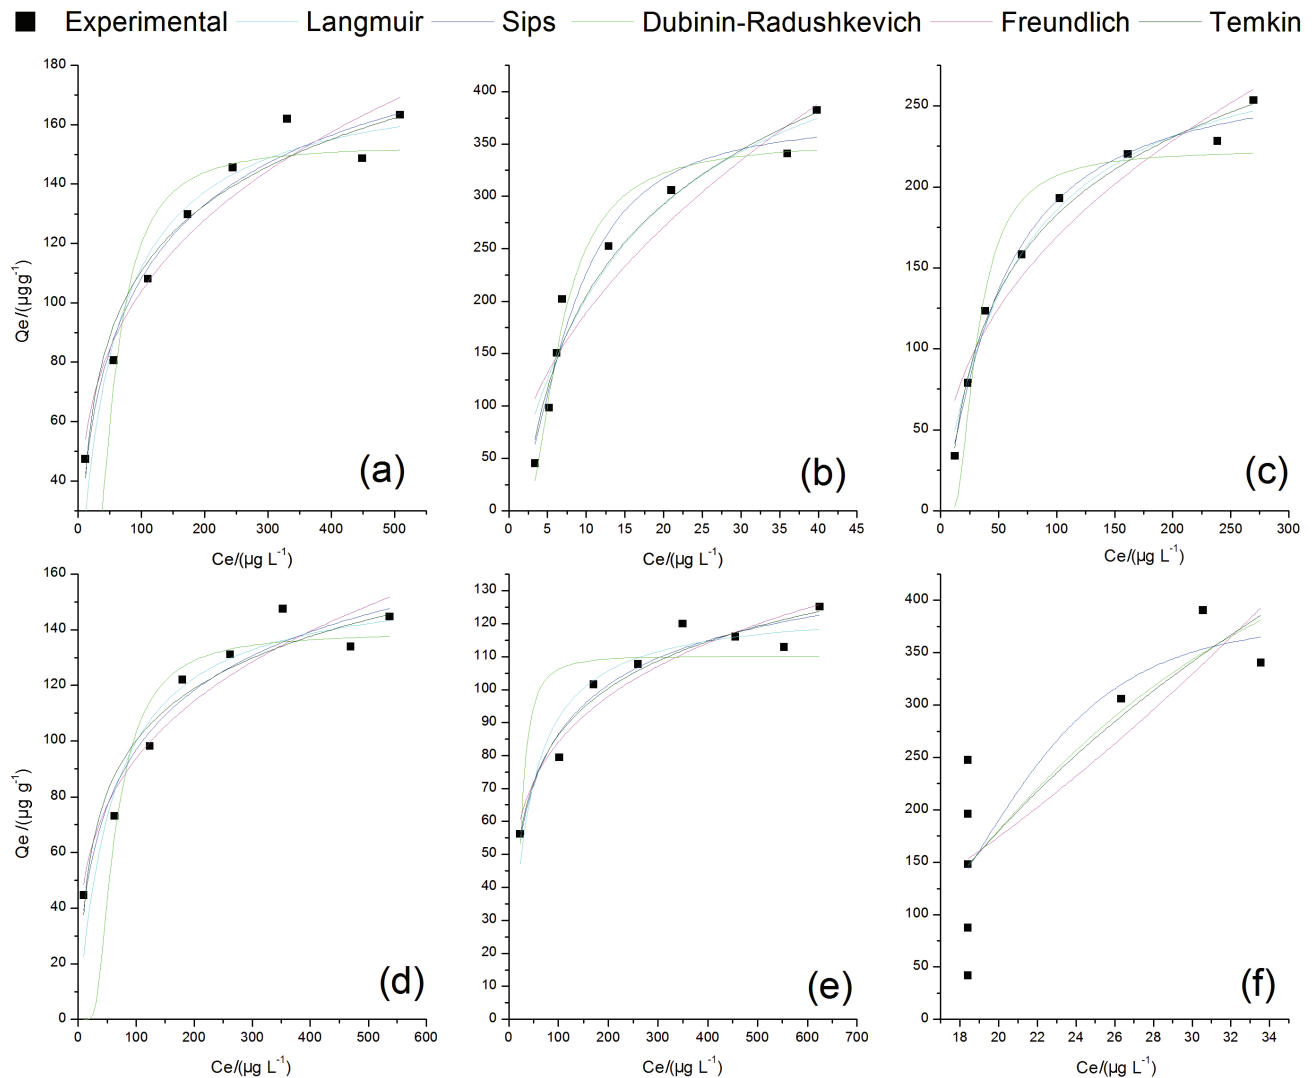 Experimental Langmuir Sips Dubinin-Radushkevich Freundlich Temkin
180
160
140
120
100
80
60
40
Qe/(µgg⁻¹)
(a)
0 100 200 300 400 500
Ce/(µg L⁻¹)
400
350
300
250
200
150
100
50
0
(b)
0 5 10 15 20 25 30 35 40 45
Ce/(µg L⁻¹)
250
200
150
100
50
0
(c)
0 50 100 150 200 250 300
Ce/(µg L⁻¹)
160
140
120
100
80
60
40
20
0
Qe/(µg g⁻¹)
(d)
0 100 200 300 400 500 600
Ce/(µg L⁻¹)
130
120
110
100
90
80
70
60
50
40
30
20
10
0
(e)
0 100 200 300 400 500 600 700
Ce/(µg L⁻¹)
400
350
300
250
200
150
100
50
0
(f)
18 20 22 24 26 28 30 32 34
Ce/(µg L⁻¹)